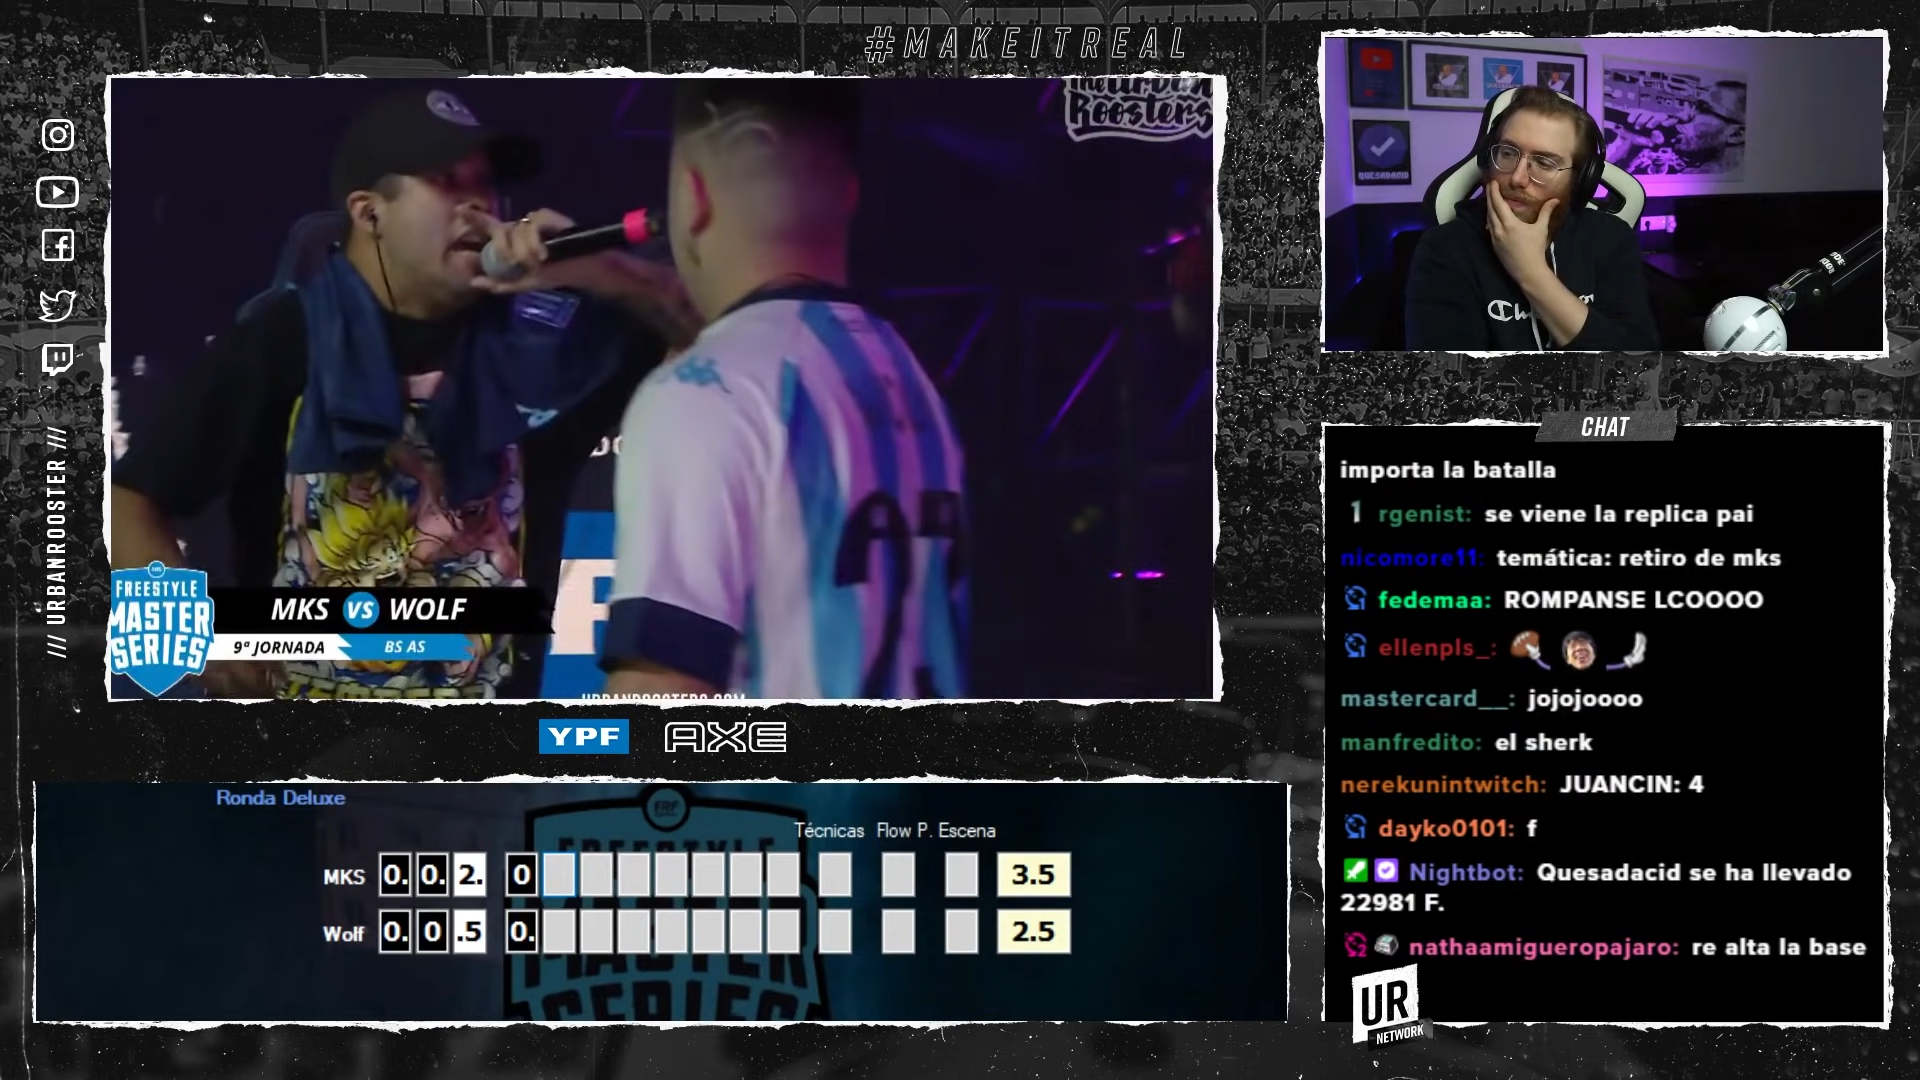 #MAKEITREAL
The Urban
Roosters
/// URBANROOSTER ///
FREESTYLE
MASTER
SERIES
MKS VS WOLF
9ª JORNADA
BS AS
YPF
AXE
QUESADACID
CHAT
importa la batalla
1 rgenist: se viene la replica pai
nicomore11: temática: retiro de mks
fedemaa: ROMPANSE LCOOOO
ellenpls_:
mastercard__: jojojoooo
manfredito: el sherk
nerekunintwitch: JUANCIN: 4
dayko0101: f
Nightbot: Quesadacid se ha llevado
22981 F.
nathaamigueropajaro: re alta la base
UR
NETWORK
Ronda Deluxe
Técnicas Flow P. Escena
MKS 0. 0. 2. 0 3.5
Wolf 0. 0 .5 0. 2.5